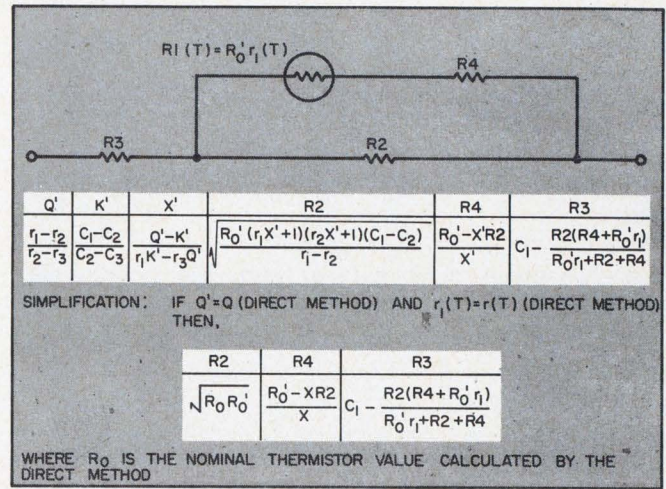 R1 (T) = R₀' r₁ (T)
R4
R3
R2
Q' K' X' R2 R4 R3
(r₁–r₂)/(r₂–r₃) (C₁–C₂)/(C₂–C₃) (Q'–K')/(r₁K'–r₃Q') √(R₀' (r₁X'+1)(r₂X'+1)(C₁–C₂)/(r₁–r₂)) (R₀'–X'R2)/X' C₁ – R2(R4+R₀'r₁)/(R₀'r₁+R2+R4)
SIMPLIFICATION: IF Q'=Q (DIRECT METHOD) AND r₁(T)=r(T) (DIRECT METHOD)
THEN,
R2 R4 R3
√(R₀R₀') (R₀'–XR2)/X C₁ – R2(R4+R₀'r₁)/(R₀'r₁+R2+R4)
WHERE R₀ IS THE NOMINAL THERMISTOR VALUE CALCULATED BY THE
DIRECT METHOD